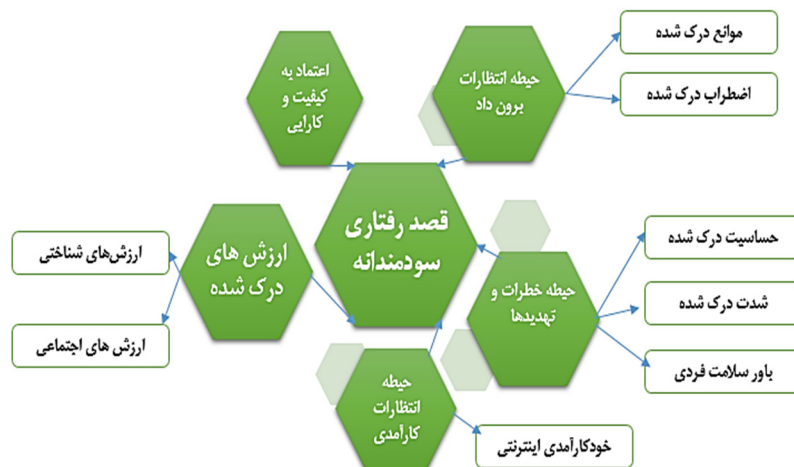 موانع درک شده
اضطراب درک شده
حیطه انتظارات
برون داد
اعتماد به
کیفیت و
کارایی
قصد رفتاری
سودمندانه
ارزش های
درک شده
ارزش‌های شناختی
ارزش های اجتماعی
حیطه خطرات و
تهدیدها
حساسیت درک شده
شدت درک شده
باور سلامت فردی
حیطه
انتظارات
کارآمدی
خودکارآمدی اینترنتی